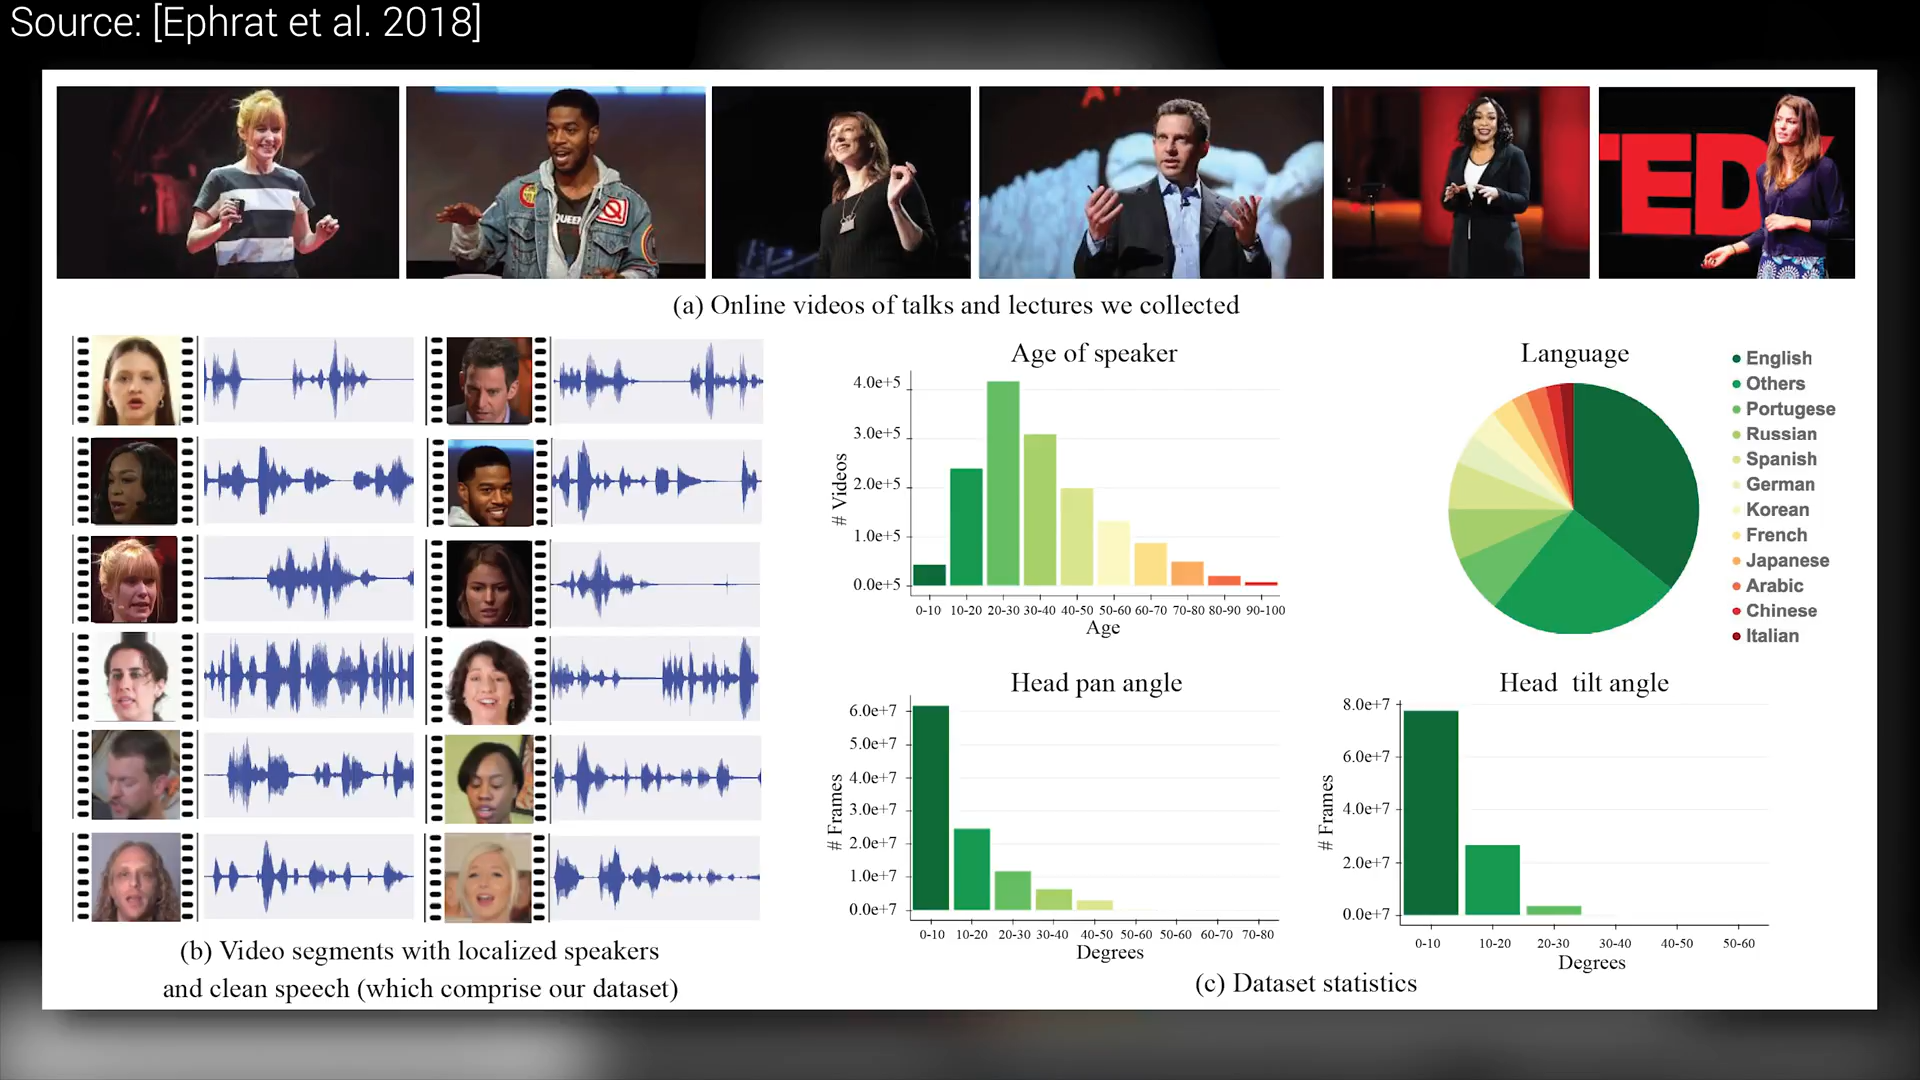 Source: [Ephrat et al. 2018]
TEDx
QUEEN
(a) Online videos of talks and lectures we collected
(b) Video segments with localized speakers
and clean speech (which comprise our dataset)
Age of speaker
# Videos
4.0e+5
3.0e+5
2.0e+5
1.0e+5
0.0e+5
0-10 10-20 20-30 30-40 40-50 50-60 60-70 70-80 80-90 90-100
Age
Language
English
Others
Portugese
Russian
Spanish
German
Korean
French
Japanese
Arabic
Chinese
Italian
Head pan angle
# Frames
6.0e+7
5.0e+7
4.0e+7
3.0e+7
2.0e+7
1.0e+7
0.0e+7
0-10 10-20 20-30 30-40 40-50 50-60 60-70 70-80
Degrees
Head tilt angle
# Frames
8.0e+7
6.0e+7
4.0e+7
2.0e+7
0.0e+7
0-10 10-20 20-30 30-40 40-50 50-60
Degrees
(c) Dataset statistics